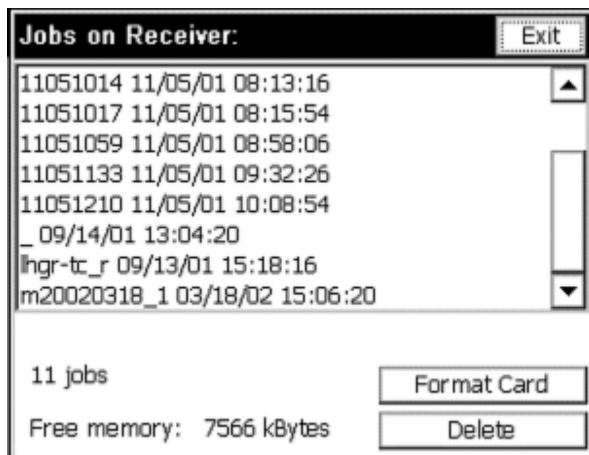 Jobs on Receiver:
Exit
11051014 11/05/01 08:13:16
11051017 11/05/01 08:15:54
11051059 11/05/01 08:58:06
11051133 11/05/01 09:32:26
11051210 11/05/01 10:08:54
_ 09/14/01 13:04:20
lhgr-tc_r 09/13/01 15:18:16
m20020318_1 03/18/02 15:06:20
11 jobs
Format Card
Free memory: 7566 kBytes
Delete